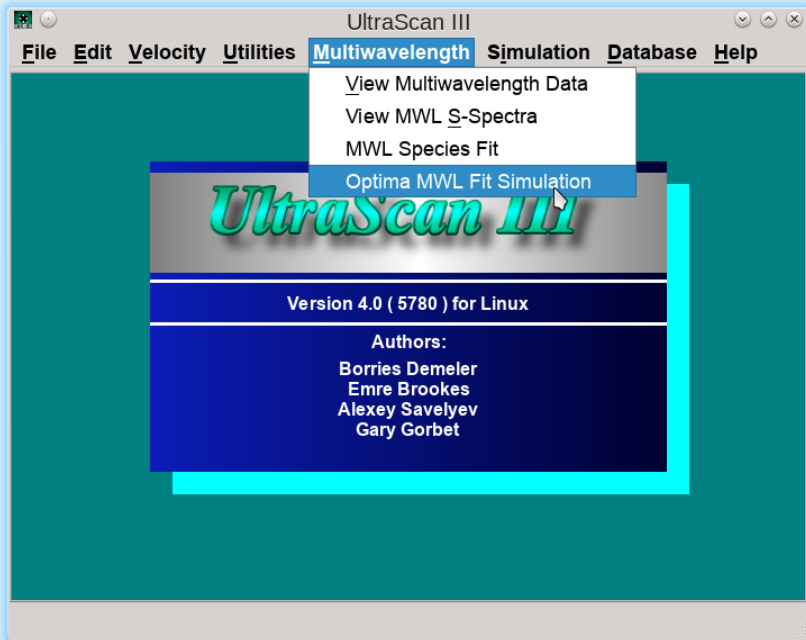 UltraScan III
File Edit Velocity Utilities Multiwavelength Simulation Database Help
View Multiwavelength Data
View MWL S-Spectra
MWL Species Fit
Optima MWL Fit Simulation
UltraScan III
Version 4.0 ( 5780 ) for Linux
Authors:
Borries Demeler
Emre Brookes
Alexey Savelyev
Gary Gorbet